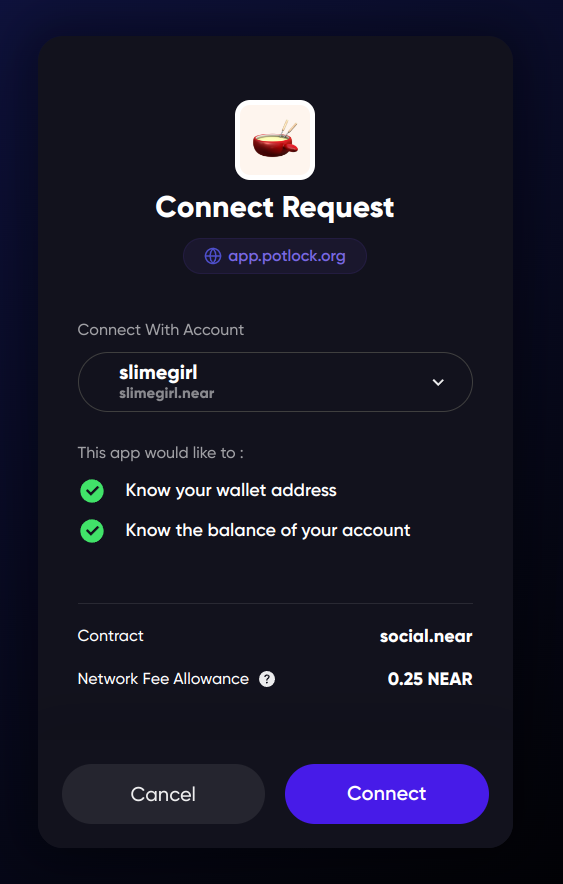 Connect Request
app.potlock.org
Connect With Account
slimegirl
slimegirl.near
This app would like to :
Know your wallet address
Know the balance of your account
Contract social.near
Network Fee Allowance ? 0.25 NEAR
Cancel Connect